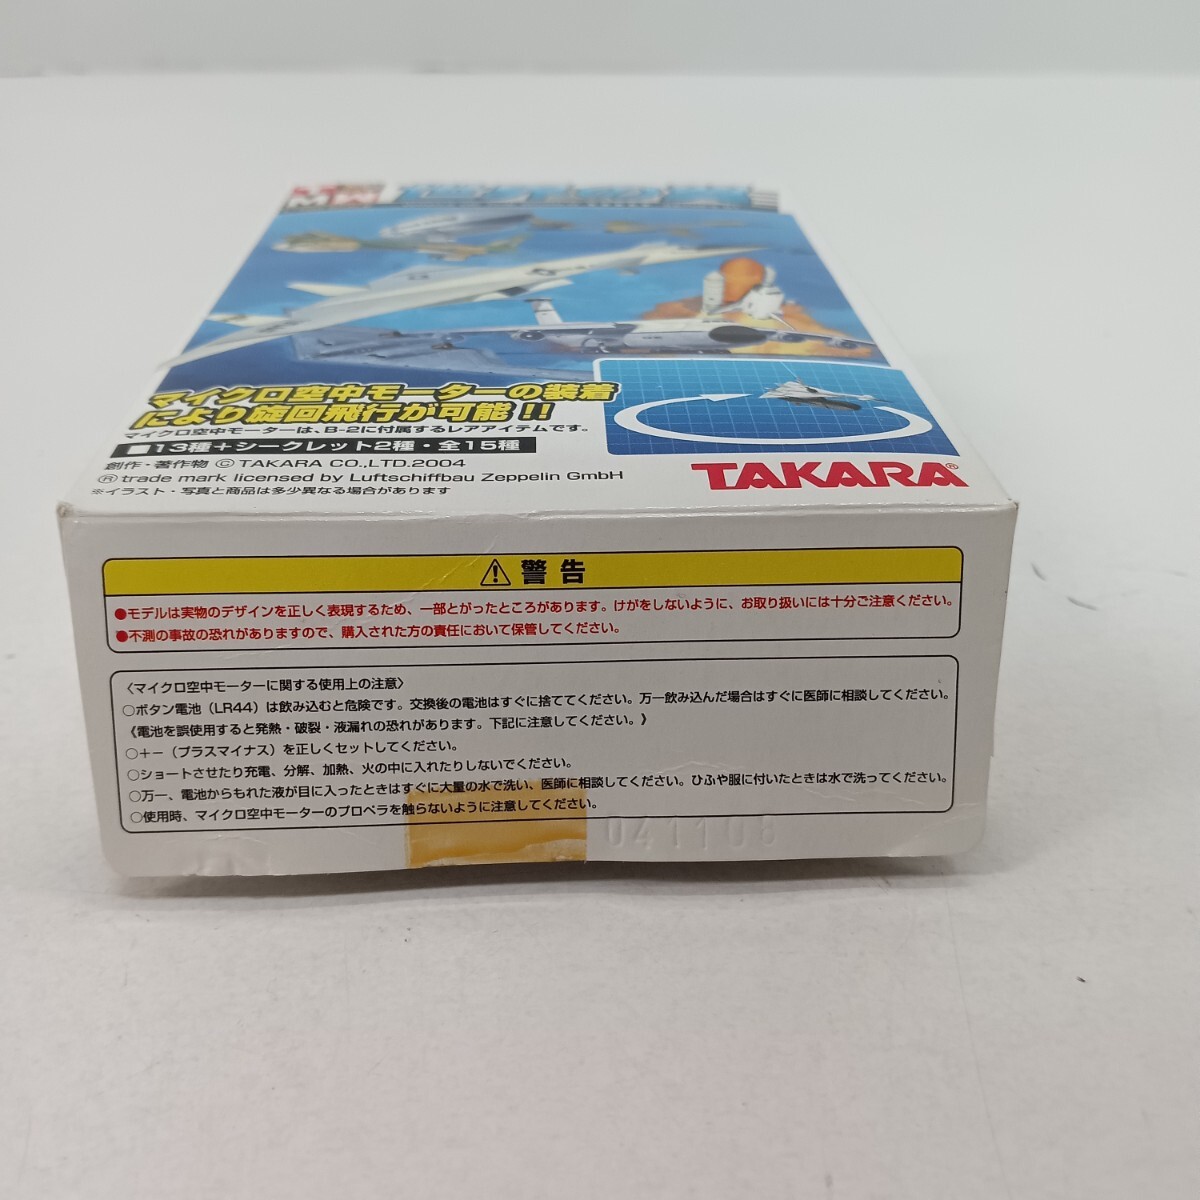 マイクロ空中モーターの装着
により旋回飛行が可能!!
マイクロ空中モーターは、B-2に付属するレアアイテムです。
■13種+シークレット2種・全15種
創作・著作物 ©TAKARA CO.,LTD.2004
®trade mark licensed by Luftschiffbau Zeppelin GmbH
※イラスト・写真と商品は多少異なる場合があります
TAKARA®
⚠警告
●モデルは実物のデザインを正しく表現するため、一部とがったところがあります。けがをしないように、お取り扱いには十分ご注意ください。
●不測の事故の恐れがありますので、購入された方の責任において保管してください。
〈マイクロ空中モーターに関する使用上の注意〉
○ボタン電池（LR44）は飲み込むと危険です。交換後の電池はすぐに捨ててください。万一飲み込んだ場合はすぐに医師に相談してください。
《電池を誤使用すると発熱・破裂・液漏れの恐れがあります。下記に注意してください。》
○+−（プラスマイナス）を正しくセットしてください。
○ショートさせたり充電、分解、加熱、火の中に入れたりしないでください。
○万一、電池からもれた液が目に入ったときはすぐに大量の水で洗い、医師に相談してください。ひふや服に付いたときは水で洗ってください。
○使用時、マイクロ空中モーターのプロペラを触らないように注意してください。